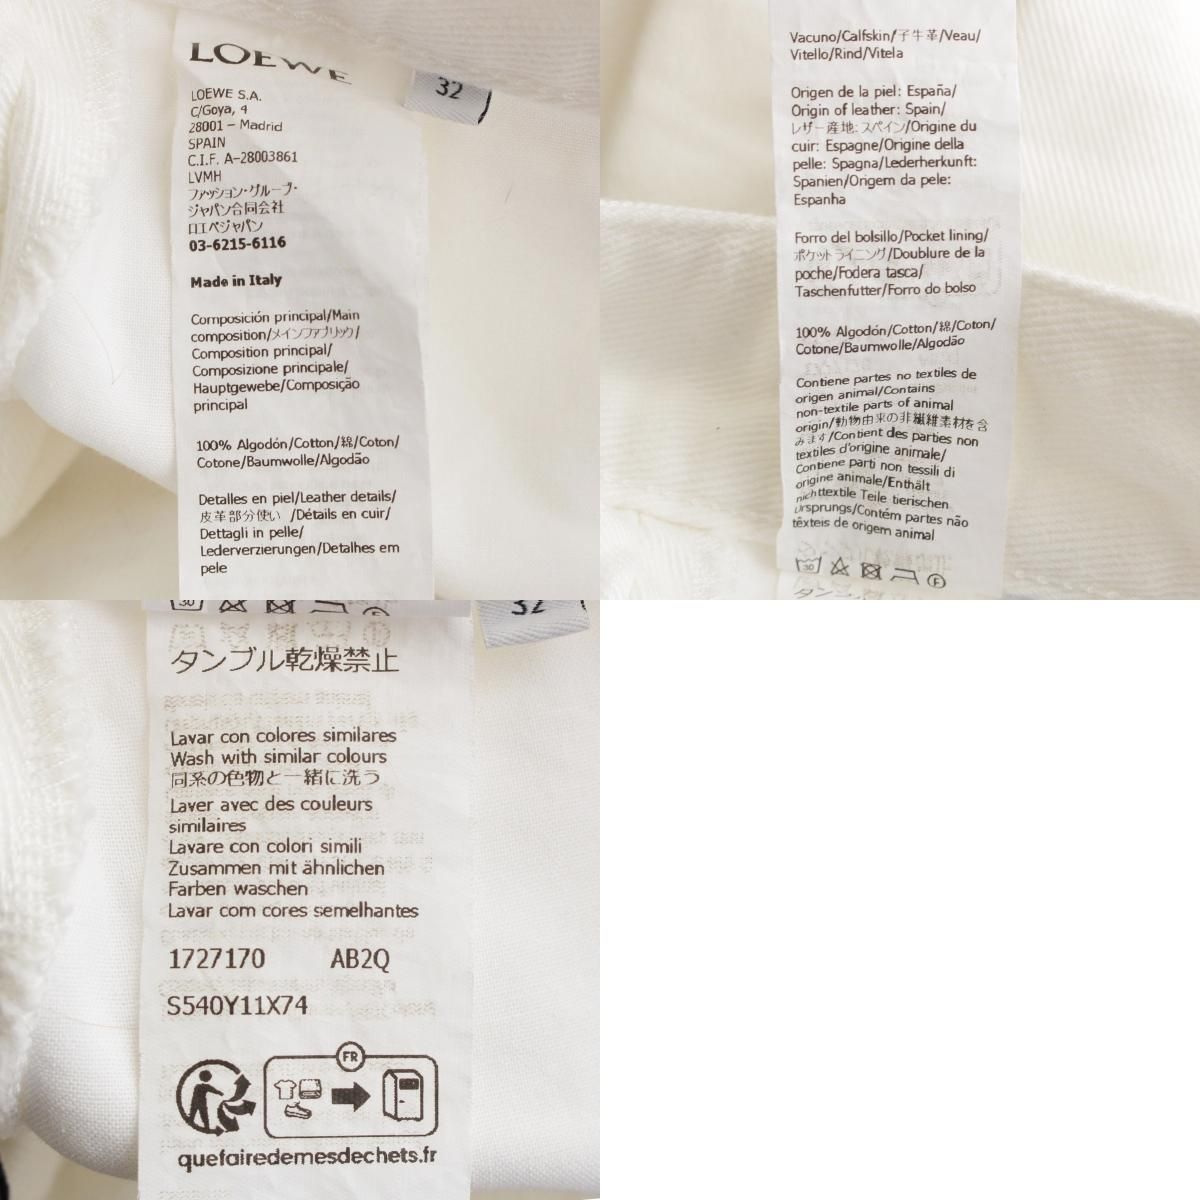 LOEWE
32
LOEWE S.A.
C/Goya, 4
28001 – Madrid
SPAIN
C.I.F. A-28003861
LVMH
ファッション・グループ・
ジャパン合同会社
ロエベジャパン
03-6215-6116
Made in Italy
Composición principal/Main
composition/メインファブリック/
Composition principal/
Composizione principale/
Hauptgewebe/Composição
principal
100% Algodón/Cotton/綿/Coton/
Cotone/Baumwolle/Algodão
Detalles en piel/Leather details/
皮革部分使い /Détails en cuir/
Dettagli in pelle/
Lederverzierungen/Detalhes em
pele
Vacuno/Calfskin/子牛革/Veau/
Vitello/Rind/Vitela
Origen de la piel: España/
Origin of leather: Spain/
レザー産地: スペイン/Origine du
cuir: Espagne/Origine della
pelle: Spagna/Lederherkunft:
Spanien/Origem da pele:
Espanha
Forro del bolsillo/Pocket lining/
ポケットライニング/Doublure de la
poche/Fodera tasca/
Taschenfutter/Forro do bolso
100% Algodón/Cotton/綿/Coton/
Cotone/Baumwolle/Algodão
Contiene partes no textiles de
origen animal/Contains
non-textile parts of animal
origin/動物由来の非繊維素材を含
みます/Contient des parties non
textiles d'origine animale/
Contiene parti non tessili di
origine animale/Enthält
nichttextile Teile tierischen
Ursprungs/Contém partes não
têxteis de origem animal
30
F
30
32
タンブル乾燥禁止
Lavar con colores similares
Wash with similar colours
同系の色物と一緒に洗う
Laver avec des couleurs
similaires
Lavare con colori simili
Zusammen mit ähnlichen
Farben waschen
Lavar com cores semelhantes
1727170 AB2Q
S540Y11X74
FR
quefairedemesdechets.fr